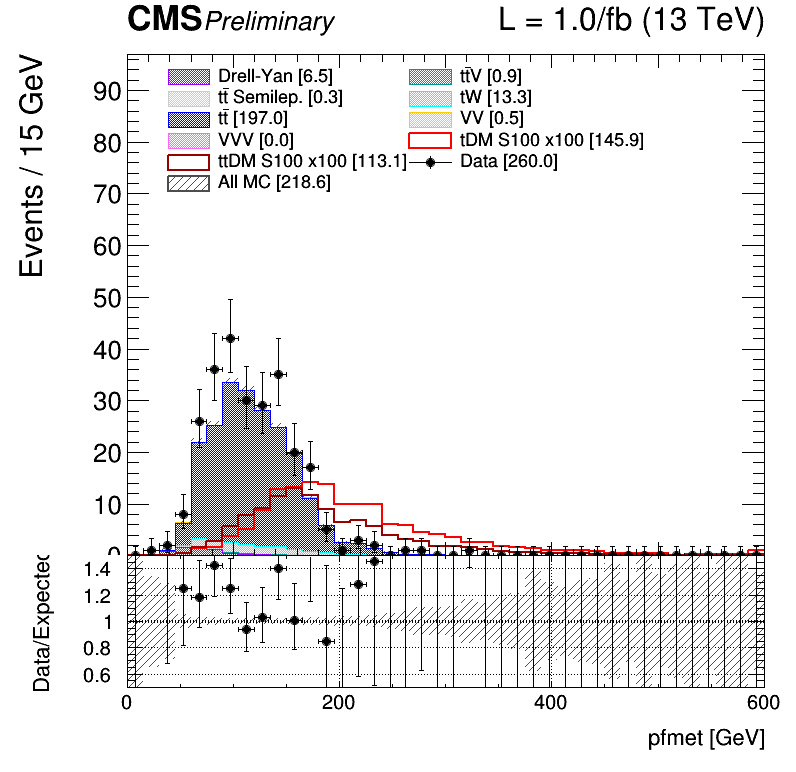 CMS Preliminary L = 1.0/fb (13 TeV)
Events / 15 GeV
Drell-Yan [6.5]
tt̄ Semilep. [0.3]
tt̄ [197.0]
VVV [0.0]
ttDM S100 x100 [113.1]
All MC [218.6]
tt̄V [0.9]
tW [13.3]
VV [0.5]
tDM S100 x100 [145.9]
Data [260.0]
90
80
70
60
50
40
30
20
10
0
Data/Expected
1.4
1.2
1
0.8
0.6
0 200 400 600
pfmet [GeV]